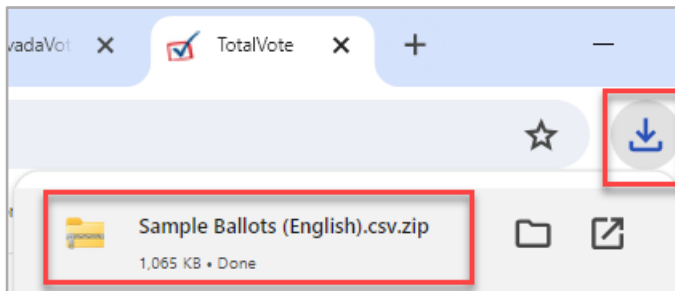 vadaVot TotalVote
Sample Ballots (English).csv.zip
1,065 KB • Done